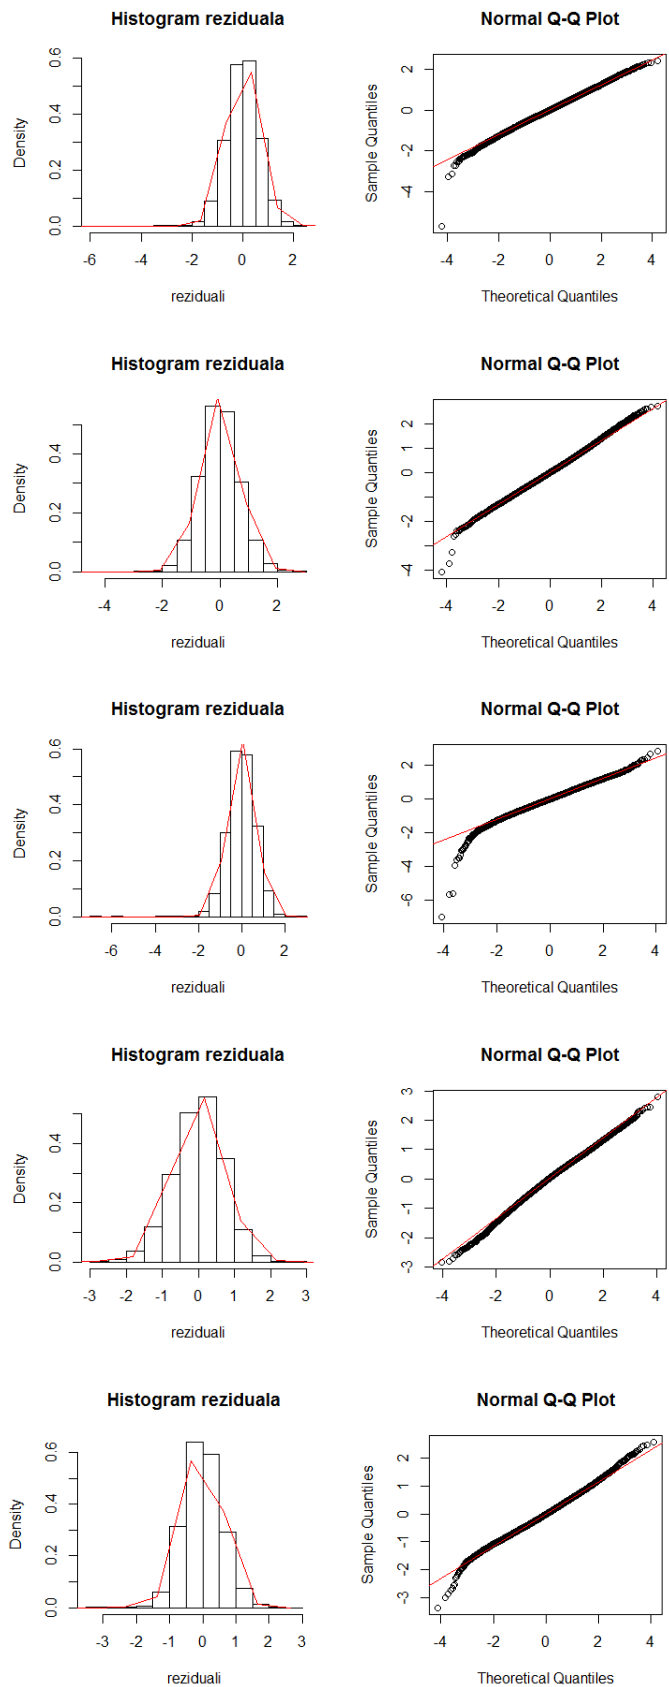 Histogram reziduala
Normal Q-Q Plot
Density
0.0 0.2 0.4 0.6
-6 -4 -2 0 2
reziduali
Sample Quantiles
-4 -2 0 2
-4 -2 0 2 4
Theoretical Quantiles
Histogram reziduala
Normal Q-Q Plot
Density
0.0 0.2 0.4
-4 -2 0 2
reziduali
Sample Quantiles
-4 -2 0 1 2
-4 -2 0 2 4
Theoretical Quantiles
Histogram reziduala
Normal Q-Q Plot
Density
0.0 0.2 0.4 0.6
-6 -4 -2 0 2
reziduali
Sample Quantiles
-6 -4 -2 0 2
-4 -2 0 2 4
Theoretical Quantiles
Histogram reziduala
Normal Q-Q Plot
Density
0.0 0.2 0.4
-3 -2 -1 0 1 2 3
reziduali
Sample Quantiles
-3 -2 -1 0 1 2 3
-4 -2 0 2 4
Theoretical Quantiles
Histogram reziduala
Normal Q-Q Plot
Density
0.0 0.2 0.4 0.6
-3 -2 -1 0 1 2 3
reziduali
Sample Quantiles
-3 -2 -1 0 1 2
-4 -2 0 2 4
Theoretical Quantiles